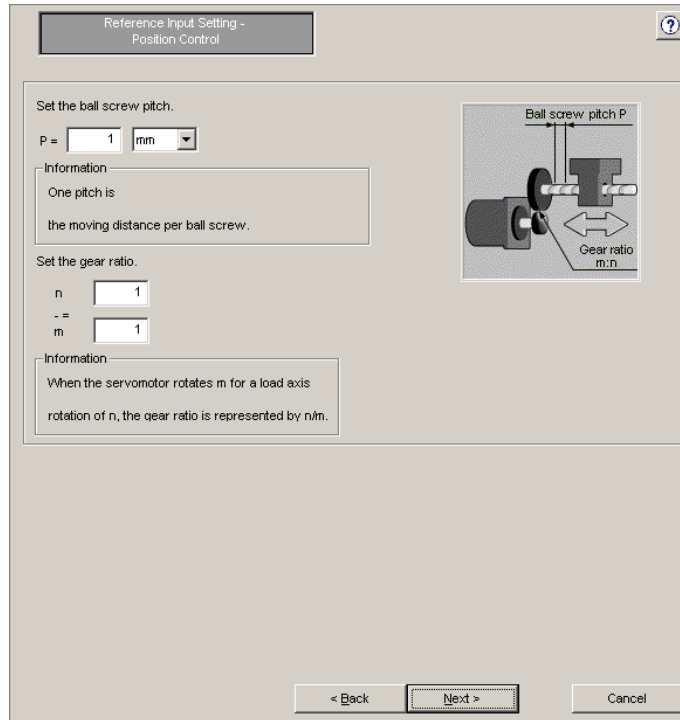 Reference Input Setting -
Position Control
?
Set the ball screw pitch.
P = 1 mm
Information
One pitch is
the moving distance per ball screw.
Ball screw pitch P
Gear ratio
m:n
Set the gear ratio.
n 1
- =
m 1
Information
When the servomotor rotates m for a load axis
rotation of n, the gear ratio is represented by n/m.
< Back Next > Cancel